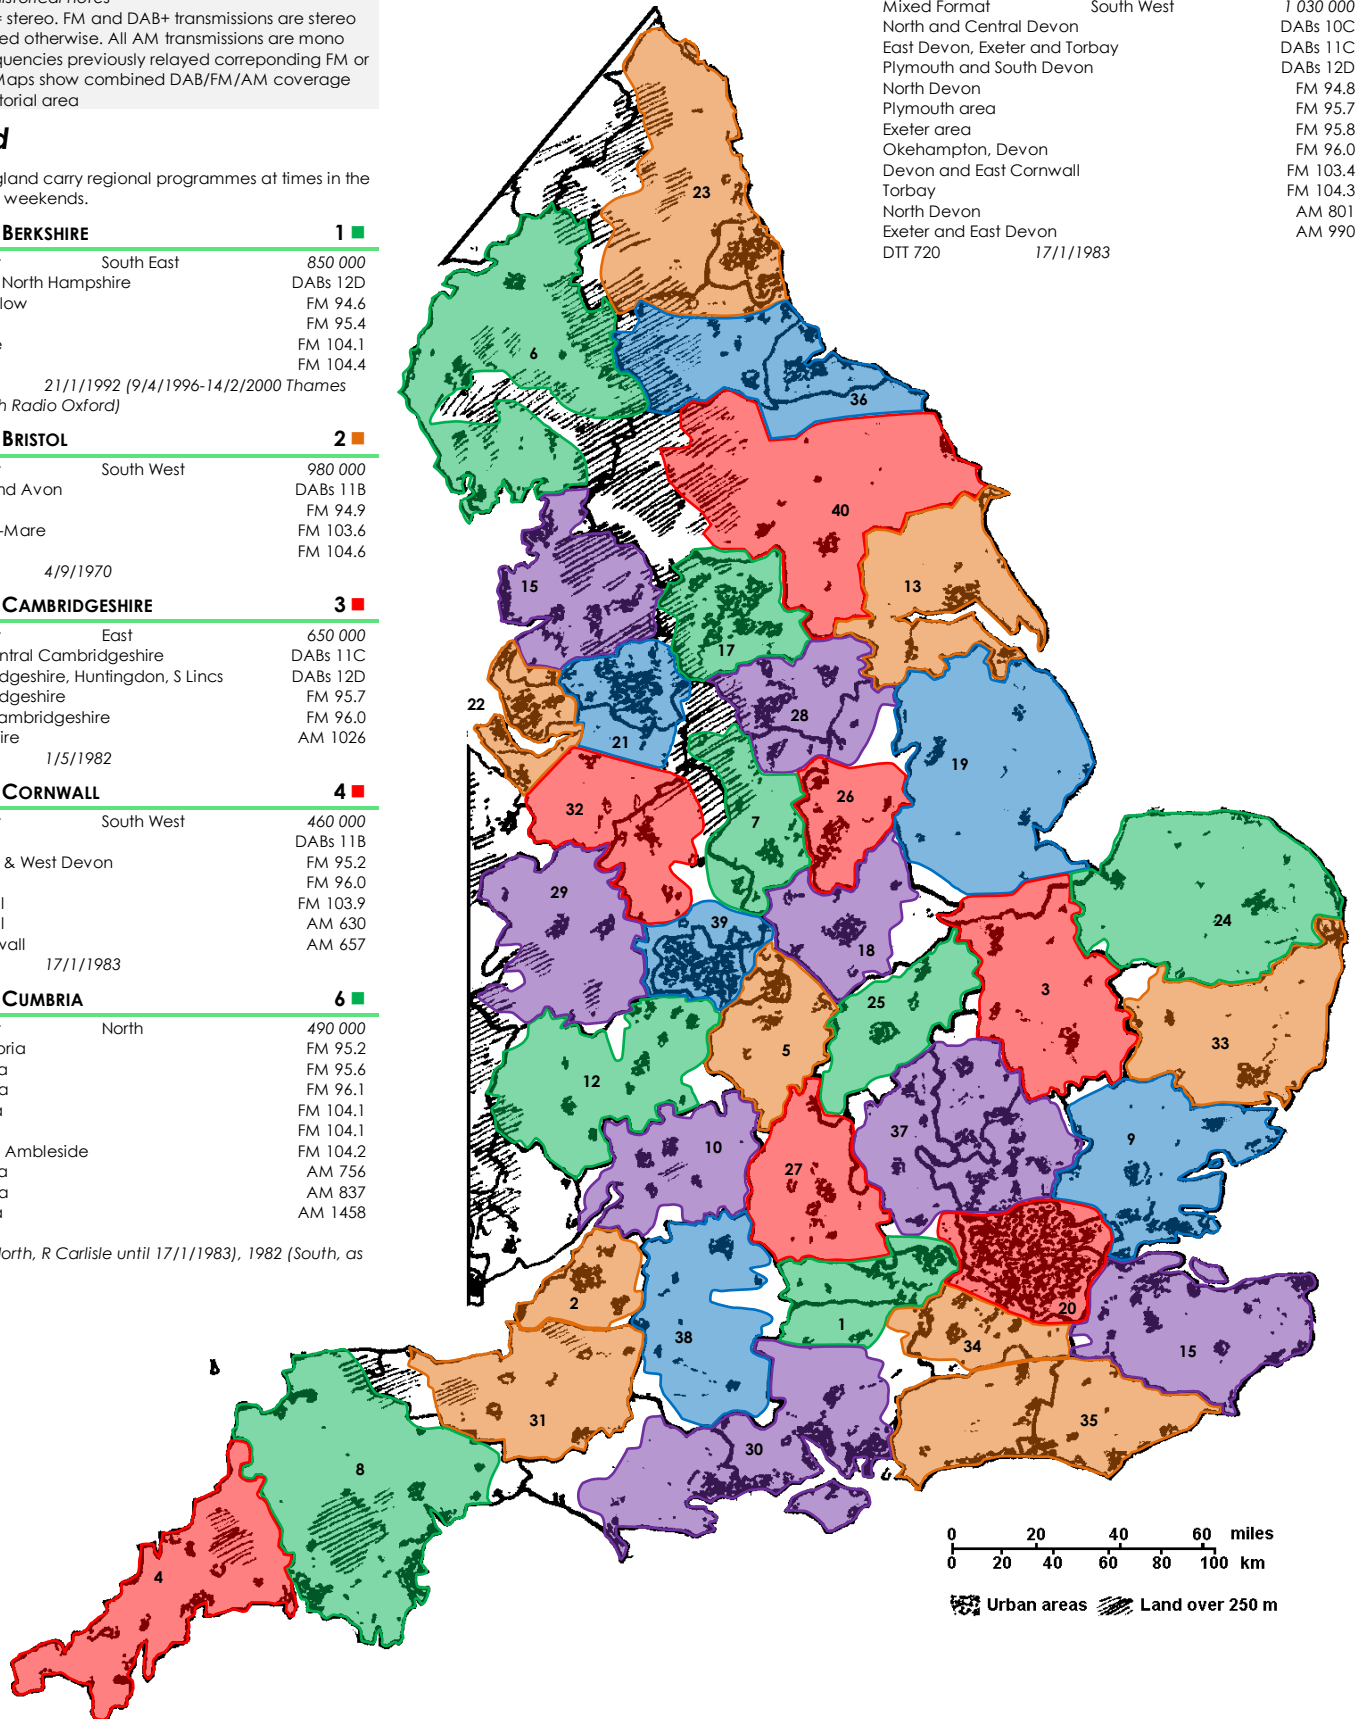 = stereo. FM and DAB+ transmissions are stereo
ed otherwise. All AM transmissions are mono
quencies previously relayed correponding FM or
Maps show combined DAB/FM/AM coverage
torial area
d
gland carry regional programmes at times in the
weekends.
BERKSHIRE 1
South East 850 000
North Hampshire DABs 12D
low FM 94.6
FM 95.4
e FM 104.1
FM 104.4
21/1/1992 (9/4/1996-14/2/2000 Thames
h Radio Oxford)
BRISTOL 2
South West 980 000
nd Avon DABs 11B
FM 94.9
-Mare FM 103.6
FM 104.6
4/9/1970
CAMBRIDGESHIRE 3
East 650 000
ntral Cambridgeshire DABs 11C
dgeshire, Huntingdon, S Lincs DABs 12D
dgeshire FM 95.7
ambridgeshire FM 96.0
ire AM 1026
1/5/1982
CORNWALL 4
South West 460 000
DABs 11B
& West Devon FM 95.2
FM 96.0
l FM 103.9
l AM 630
wall AM 657
17/1/1983
CUMBRIA 6
North 490 000
bria FM 95.2
a FM 95.6
a FM 96.1
a FM 104.1
FM 104.1
Ambleside FM 104.2
a AM 756
a AM 837
a AM 1458
North, R Carlisle until 17/1/1983), 1982 (South, as
Mixed Format South West 1 030 000
North and Central Devon DABs 10C
East Devon, Exeter and Torbay DABs 11C
Plymouth and South Devon DABs 12D
North Devon FM 94.8
Plymouth area FM 95.7
Exeter area FM 95.8
Okehampton, Devon FM 96.0
Devon and East Cornwall FM 103.4
Torbay FM 104.3
North Devon AM 801
Exeter and East Devon AM 990
DTT 720 17/1/1983
23
6
36
40
15
13
17
22
28
21
19
26
32
7
29
39
24
18
25
3
5
33
12
37
9
10
27
2
20
1
38
34
15
31
35
30
8
4
0 20 40 60 miles
0 20 40 60 80 100 km
Urban areas Land over 250 m